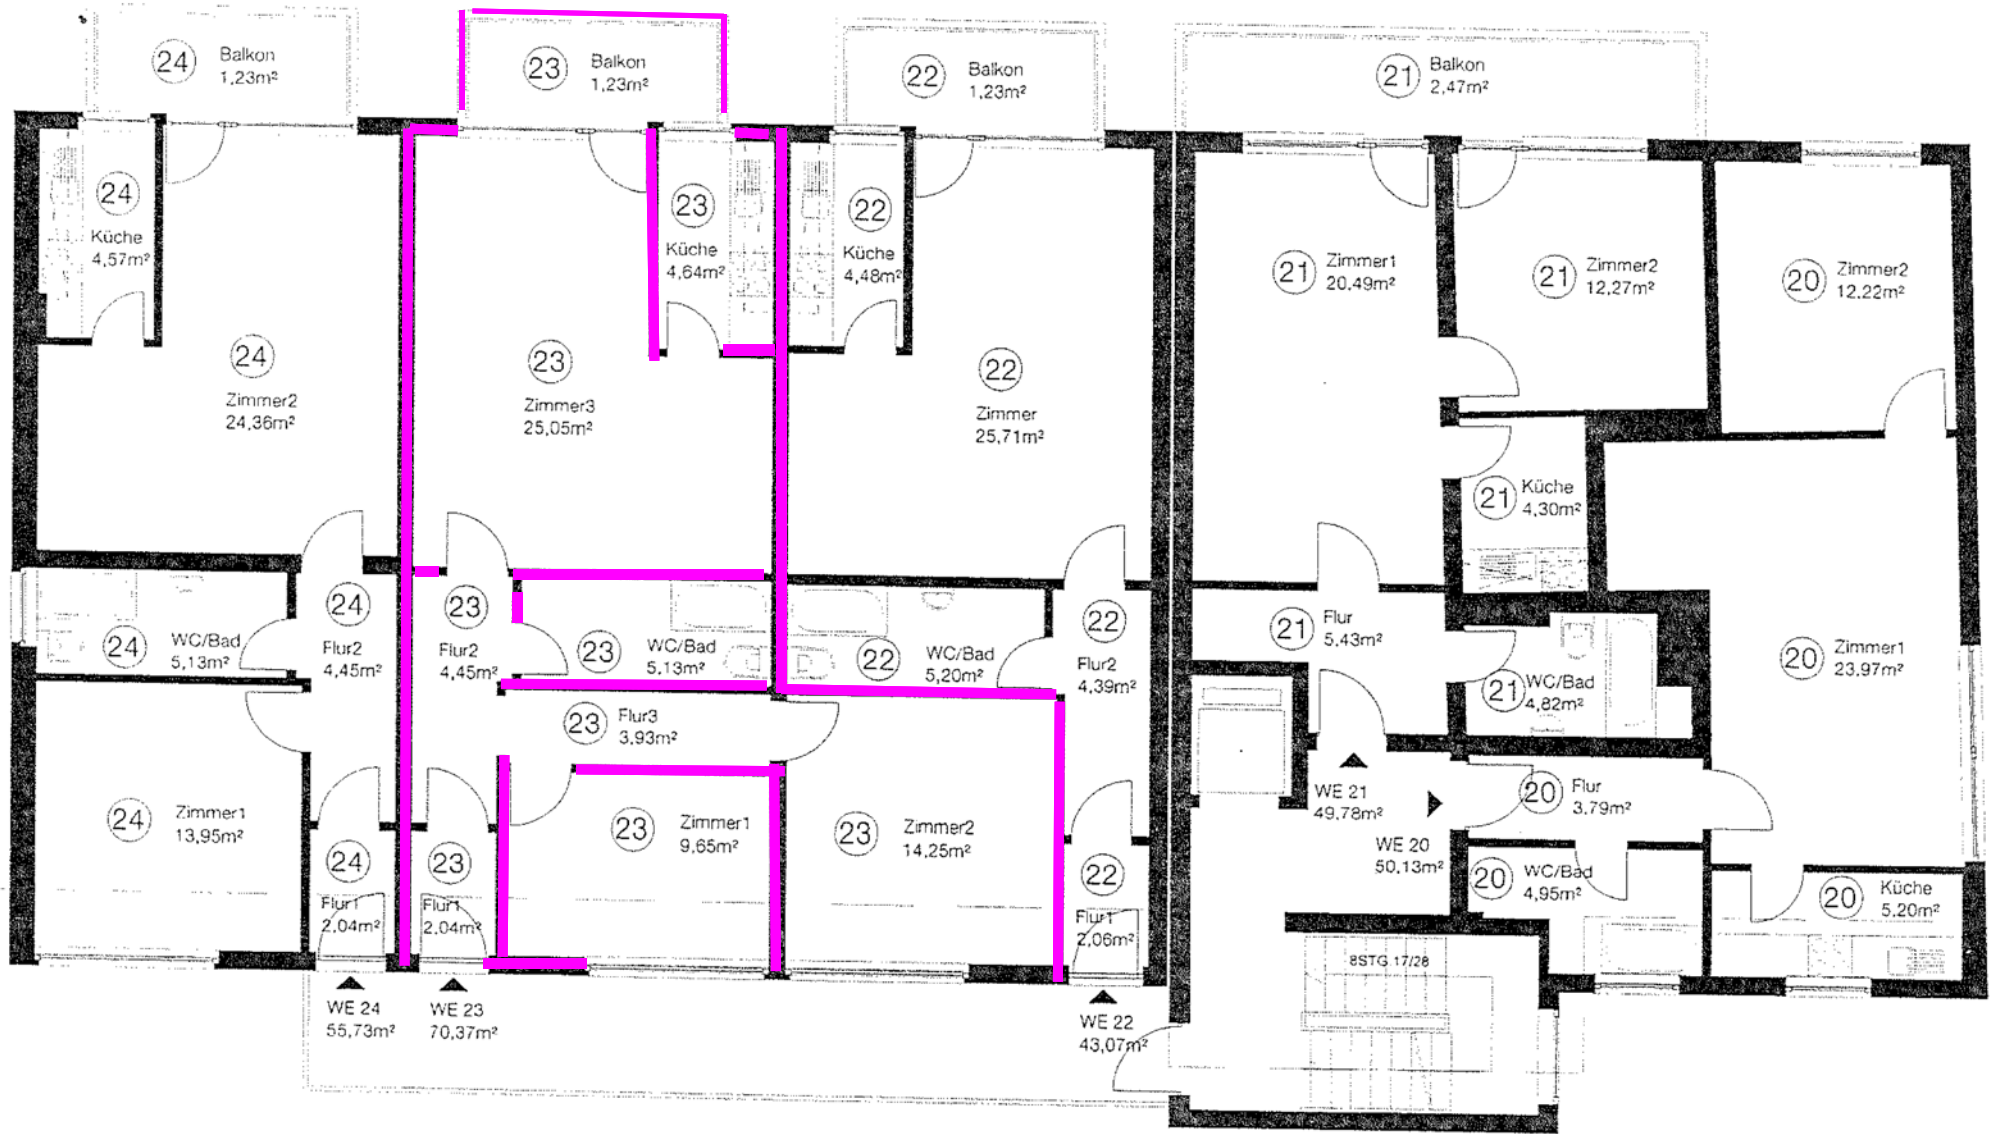 24 Balkon
1,23m²
23 Balkon
1,23m²
22 Balkon
1,23m²
21 Balkon
2,47m²
24
Küche
4,57m²
24
Zimmer2
24,36m²
23
Küche
4,64m²
23
Zimmer3
25,05m²
22
Küche
4,48m²
22
Zimmer
25,71m²
21 Zimmer1
20,49m²
21 Zimmer2
12,27m²
20 Zimmer2
12,22m²
21 Küche
4,30m²
24 WC/Bad
5,13m²
24
Flur2
4,45m²
23
Flur2
4,45m²
23 WC/Bad
5,13m²
22 WC/Bad
5,20m²
22
Flur2
4,39m²
21 Flur
5,43m²
21 WC/Bad
4,82m²
20 Zimmer1
23,97m²
23 Flur3
3,93m²
24 Zimmer1
13,95m²
24
Flur1
2,04m²
23
Flur1
2,04m²
23 Zimmer1
9,65m²
23 Zimmer2
14,25m²
22
Flur1
2,06m²
WE 21
49,78m²
WE 20
50,13m²
20 Flur
3,79m²
20 WC/Bad
4,95m²
20 Küche
5,20m²
8STG 17/28
WE 24
55,73m²
WE 23
70,37m²
WE 22
43,07m²